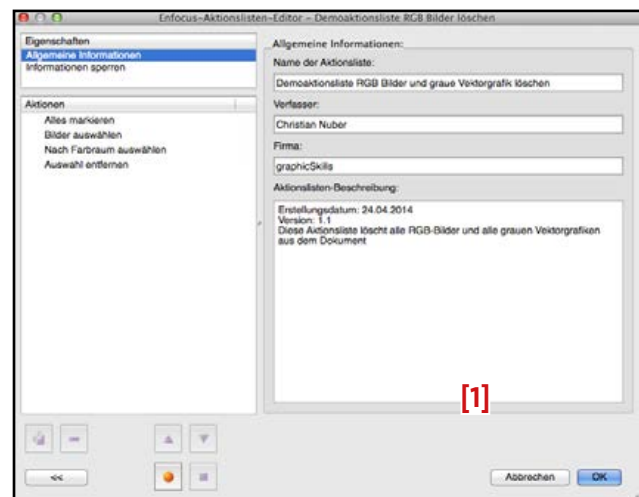 Enfocus-Aktionslisten-Editor – Demoaktionsliste RGB Bilder löschen
Eigenschaften
Allgemeine Informationen
Informationen sperren
Aktionen
Alles markieren
Bilder auswählen
Nach Farbraum auswählen
Auswahl entfernen
Allgemeine Informationen:
Name der Aktionsliste:
Demoaktionsliste RGB Bilder und graue Vektorgrafik löschen
Verfasser:
Christian Nuber
Firma:
graphicSkills
Aktionslisten-Beschreibung:
Erstellungsdatum: 24.04.2014
Version: 1.1
Diese Aktionsliste löscht alle RGB-Bilder und alle grauen Vektorgrafiken
aus dem Dokument
[1]
<<
Abbrechen
OK